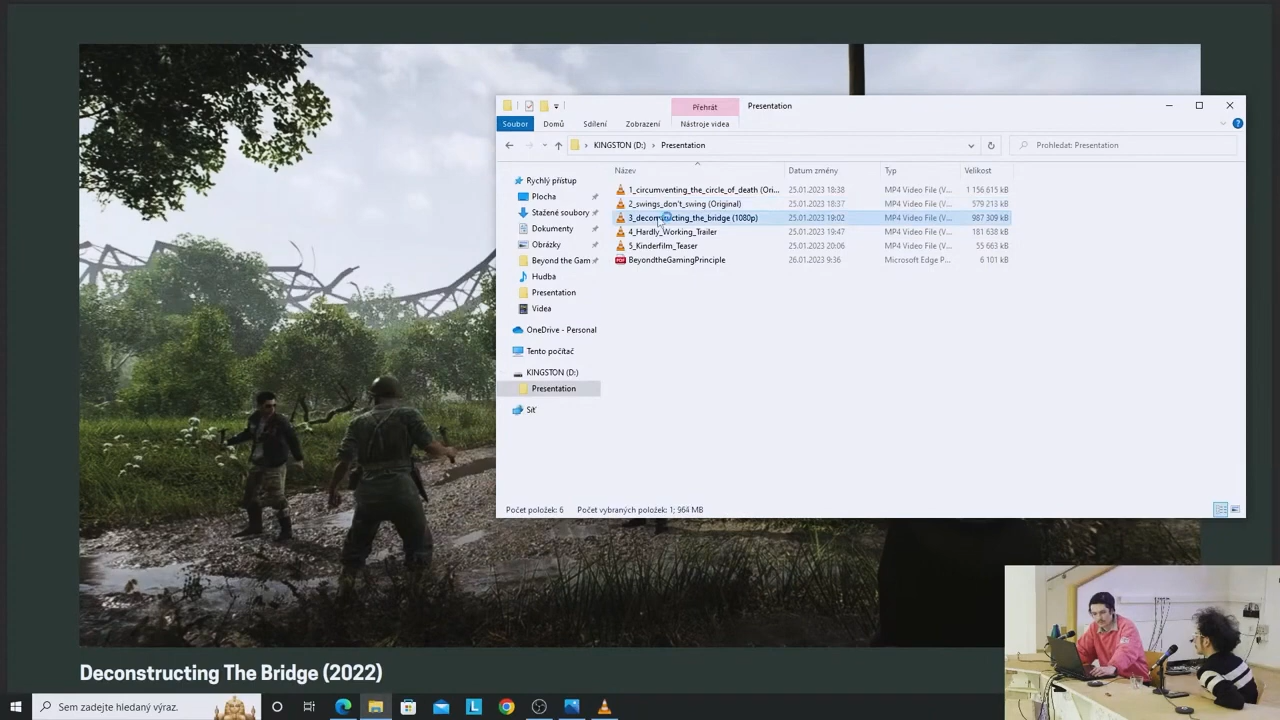 Přehrát
Presentation
Soubor
Domů
Sdílení
Zobrazení
Nástroje videa
KINGSTON (D:)
Presentation
Prohledat: Presentation
Název
Datum změny
Typ
Velikost
Rychlý přístup
Plocha
Stažené soubory
Dokumenty
Obrázky
Beyond the Gam
Hudba
Presentation
Videa
OneDrive - Personal
Tento počítač
KINGSTON (D:)
Presentation
Síť
1_circumventing_the_circle_of_death (Ori... 25.01.2023 18:38 MP4 Video File (V... 1 156 615 kB
2_swings_don't_swing (Original) 25.01.2023 18:37 MP4 Video File (V... 579 213 kB
3_deconstructing_the_bridge (1080p) 25.01.2023 19:02 MP4 Video File (V... 987 309 kB
4_Hardly_Working_Trailer 25.01.2023 19:47 MP4 Video File (V... 181 638 kB
5_Kinderfilm_Teaser 25.01.2023 20:06 MP4 Video File (V... 55 663 kB
BeyondtheGamingPrinciple 26.01.2023 9:36 Microsoft Edge P... 6 101 kB
Počet položek: 6 Počet vybraných položek: 1; 964 MB
Deconstructing The Bridge (2022)
Sem zadejte hledaný výraz.